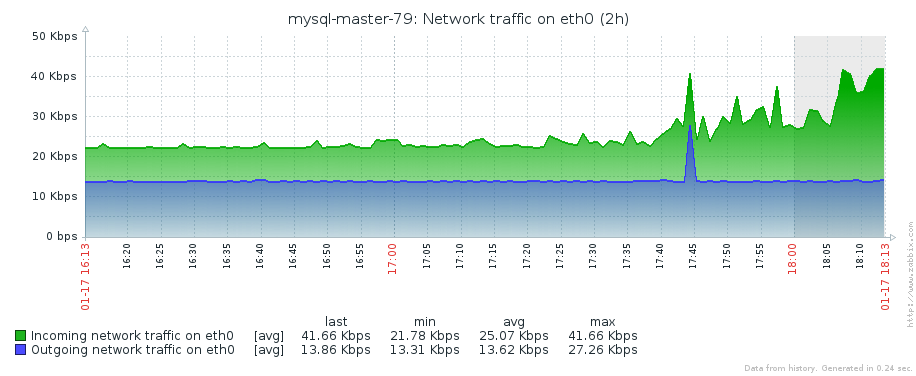 mysql-master-79: Network traffic on eth0 (2h)
50 Kbps
40 Kbps
30 Kbps
20 Kbps
10 Kbps
0 bps
01-17 16:13
16:20
16:25
16:30
16:35
16:40
16:45
16:50
16:55
17:00
17:05
17:10
17:15
17:20
17:25
17:30
17:35
17:40
17:45
17:50
17:55
18:00
18:05
18:10
01-17 18:13
http://www.zabbix.com
last min avg max
Incoming network traffic on eth0 [avg] 41.66 Kbps 21.78 Kbps 25.07 Kbps 41.66 Kbps
Outgoing network traffic on eth0 [avg] 13.86 Kbps 13.31 Kbps 13.62 Kbps 27.26 Kbps
Data from history. Generated in 0.24 sec.